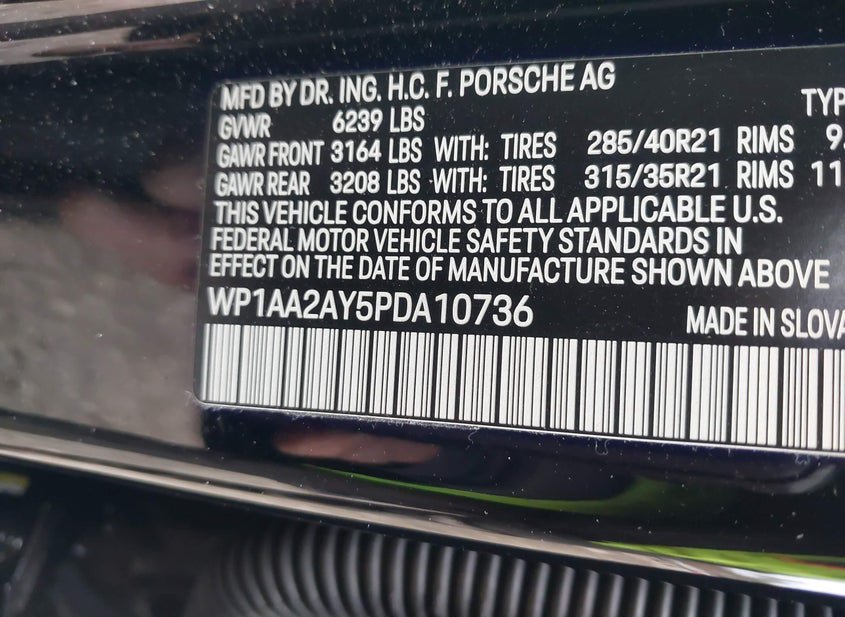 MFD BY DR. ING. H.C. F. PORSCHE AG
GVWR 6239 LBS
GAWR FRONT 3164 LBS WITH: TIRES 285/40R21 RIMS
GAWR REAR 3208 LBS WITH: TIRES 315/35R21 RIMS
THIS VEHICLE CONFORMS TO ALL APPLICABLE U.S.
FEDERAL MOTOR VEHICLE SAFETY STANDARDS IN
EFFECT ON THE DATE OF MANUFACTURE SHOWN ABOVE
WP1AA2AY5PDA10736 MADE IN